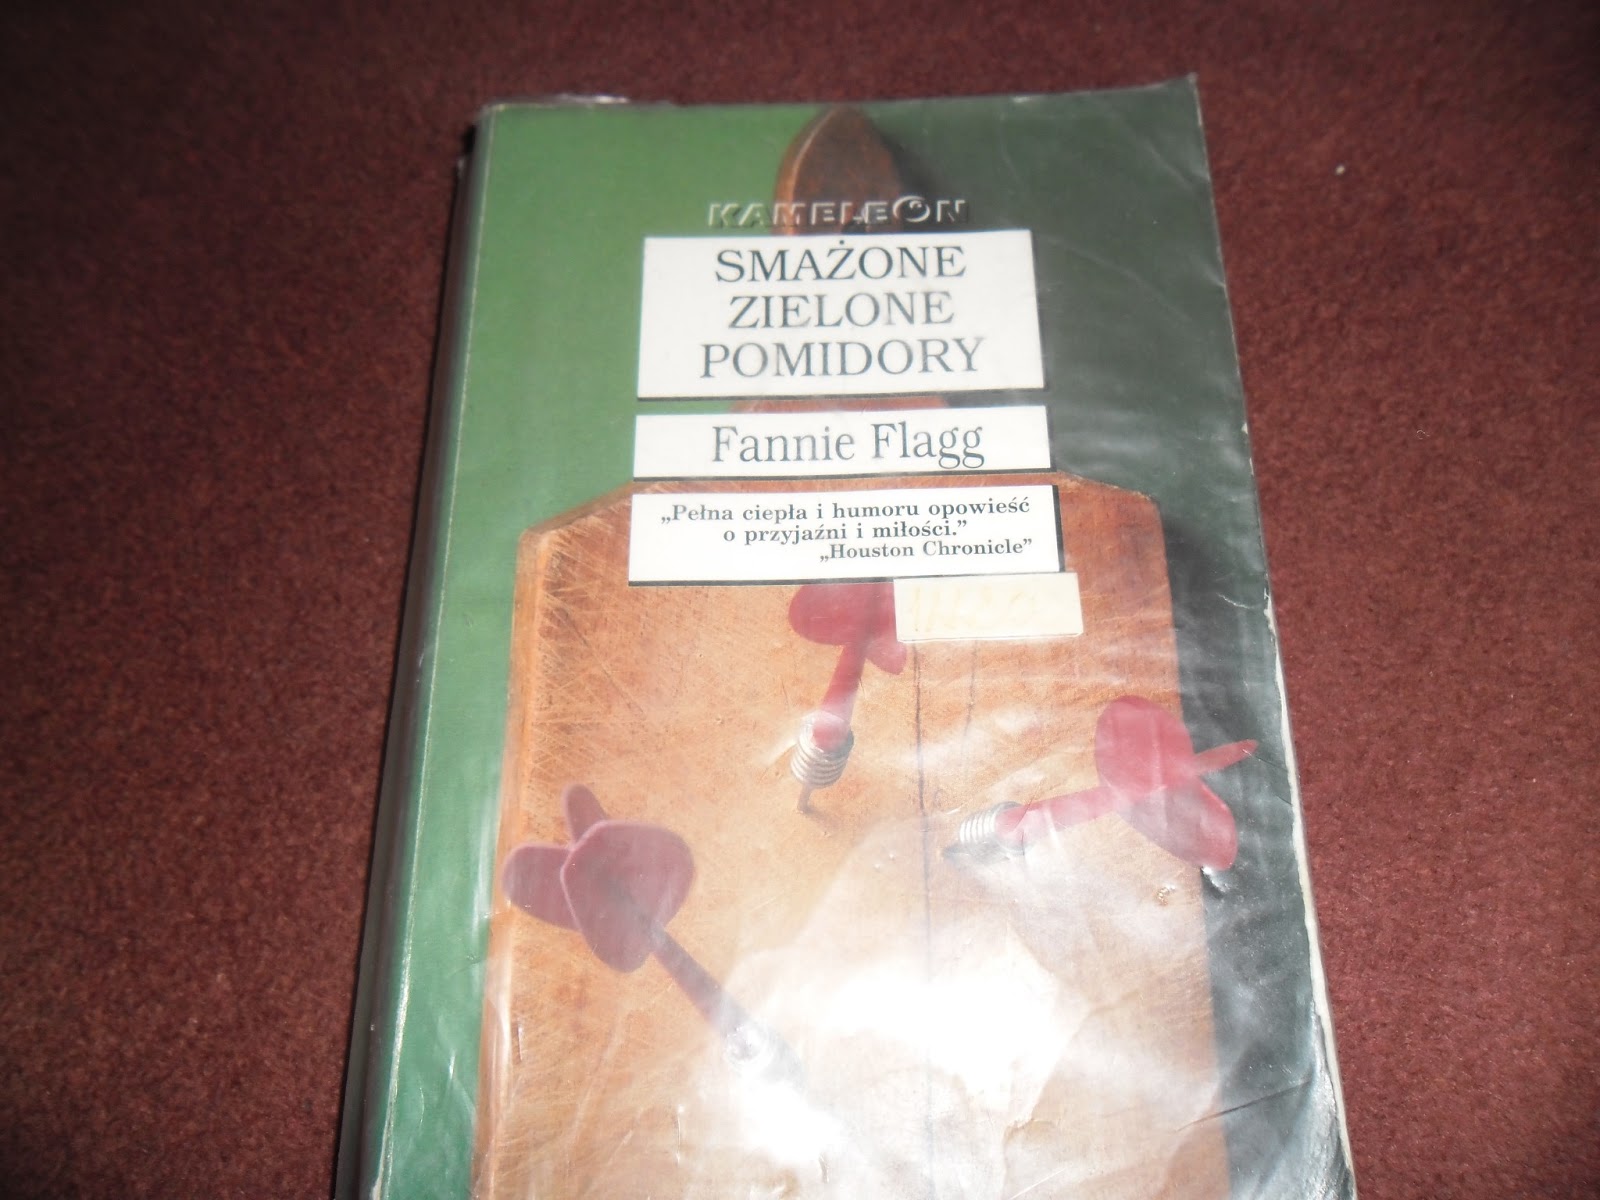 KAMELEON
SMAŻONE
ZIELONE
POMIDORY
Fannie Flagg
„Pełna ciepła i humoru opowieść
o przyjaźni i miłości.”
„Houston Chronicle”